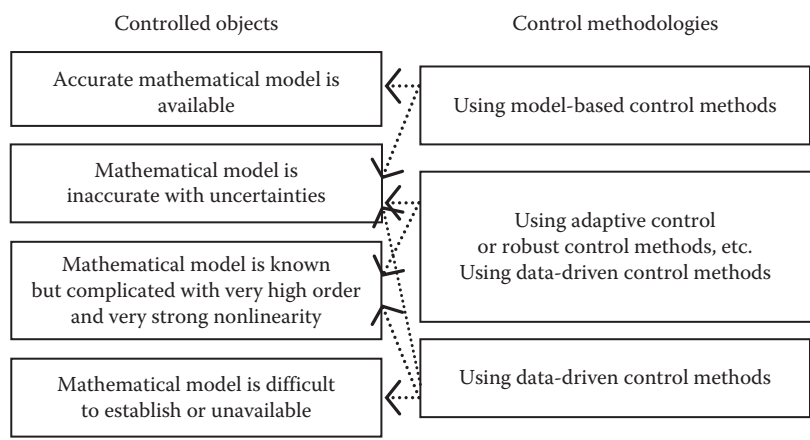 Controlled objects
Control methodologies
Accurate mathematical model is
available
Using model-based control methods
Mathematical model is
inaccurate with uncertainties
Using adaptive control
or robust control methods, etc.
Using data-driven control methods
Mathematical model is known
but complicated with very high order
and very strong nonlinearity
Mathematical model is difficult
to establish or unavailable
Using data-driven control methods